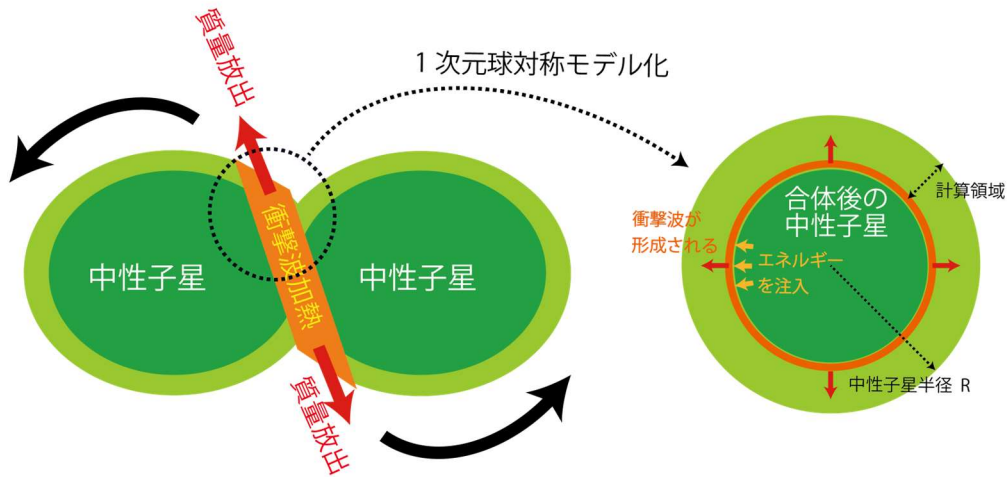 質量放出
1 次元球対称モデル化
中性子星
衝撃波加熱
中性子星
質量放出
合体後の
中性子星
計算領域
衝撃波が
形成される
エネルギー
を注入
中性子星半径 R